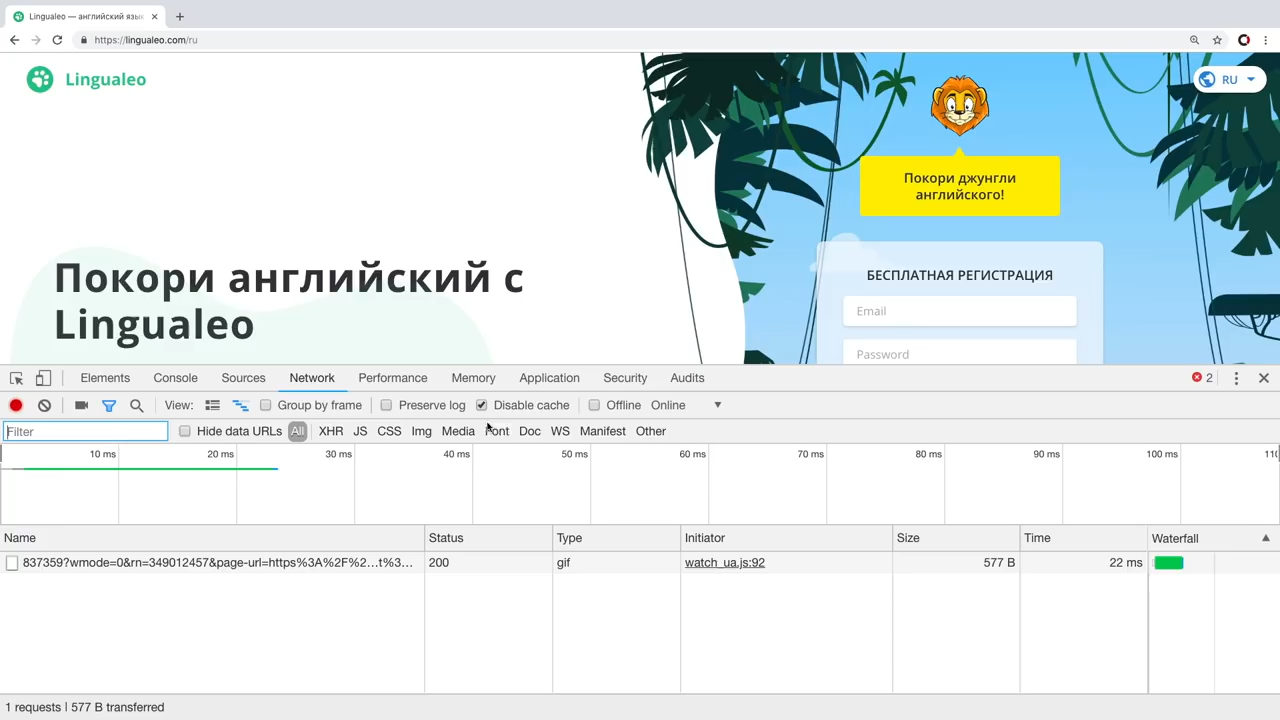 Lingualeo — английский язы
https://lingualeo.com/ru
Lingualeo
RU
Покори джунгли
английского!
Покори английский с
Lingualeo
БЕСПЛАТНАЯ РЕГИСТРАЦИЯ
Email
Password
Elements Console Sources Network Performance Memory Application Security Audits 2
View: Group by frame Preserve log Disable cache Offline Online
Filter Hide data URLs All XHR JS CSS Img Media Font Doc WS Manifest Other
10 ms 20 ms 30 ms 40 ms 50 ms 60 ms 70 ms 80 ms 90 ms 100 ms 110
Name Status Type Initiator Size Time Waterfall
837359?wmode=0&rn=349012457&page-url=https%3A%2F%2...t%3... 200 gif watch_ua.js:92 577 B 22 ms
1 requests | 577 B transferred